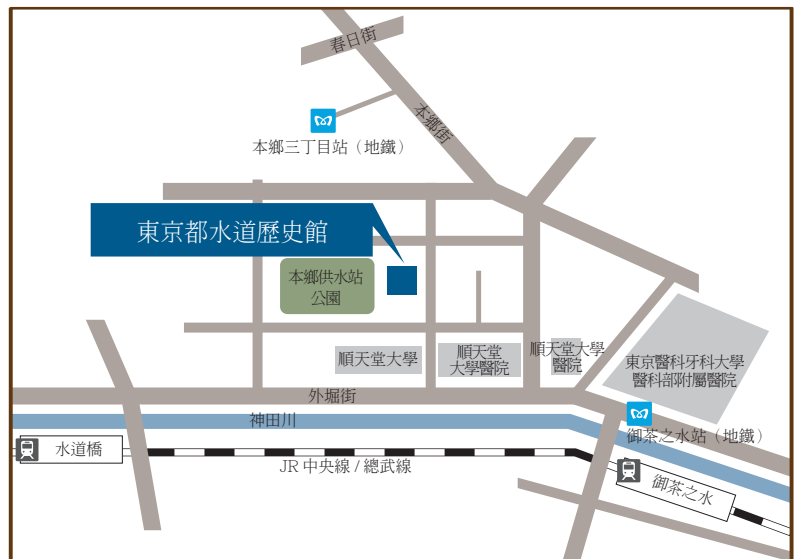 春日街
本鄉街
本鄉三丁目站（地鐵）
東京都水道歷史館
本鄉供水站
公園
順天堂大學
順天堂
大學醫院
順天堂大學
醫院
東京醫科牙科大學
醫科部附屬醫院
外堀街
神田川
御茶之水站（地鐵）
水道橋
JR 中央線 / 總武線
御茶之水